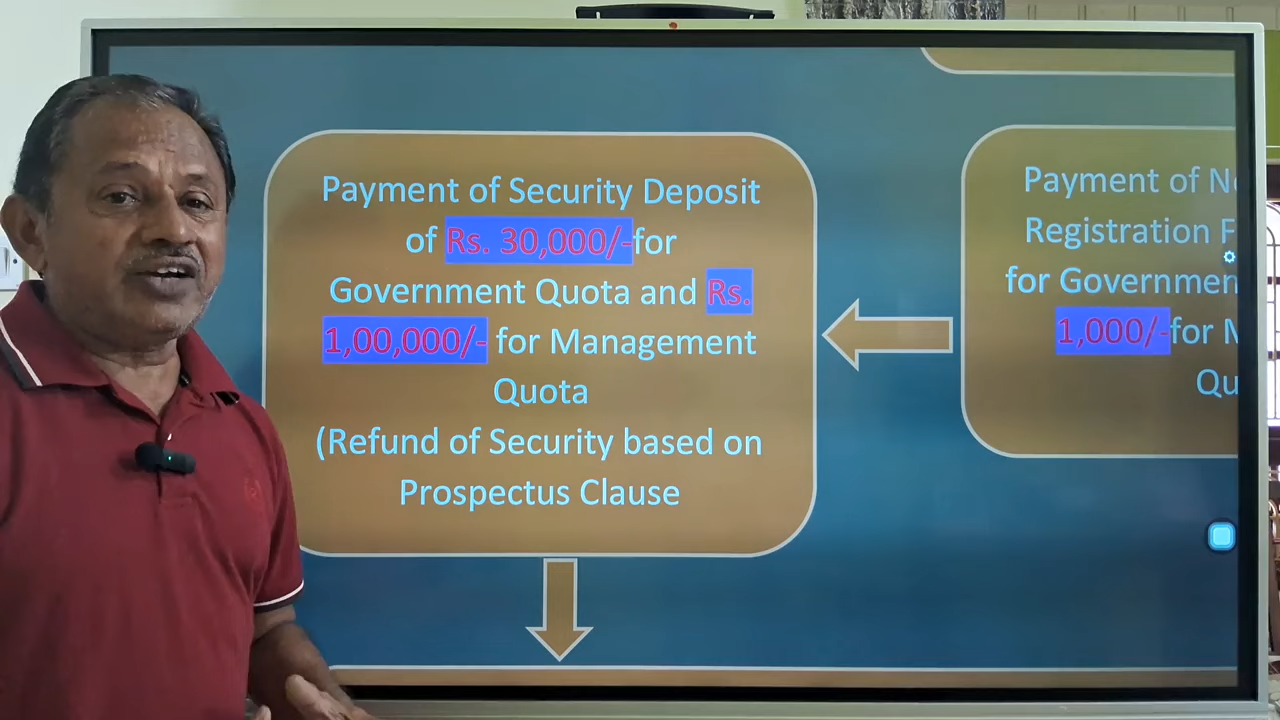 Payment of Security Deposit
of Rs. 30,000/-for
Government Quota and Rs.
1,00,000/- for Management
Quota
(Refund of Security based on
Prospectus Clause
Payment of
Registration
for Governmen
1,000/-for
Qu